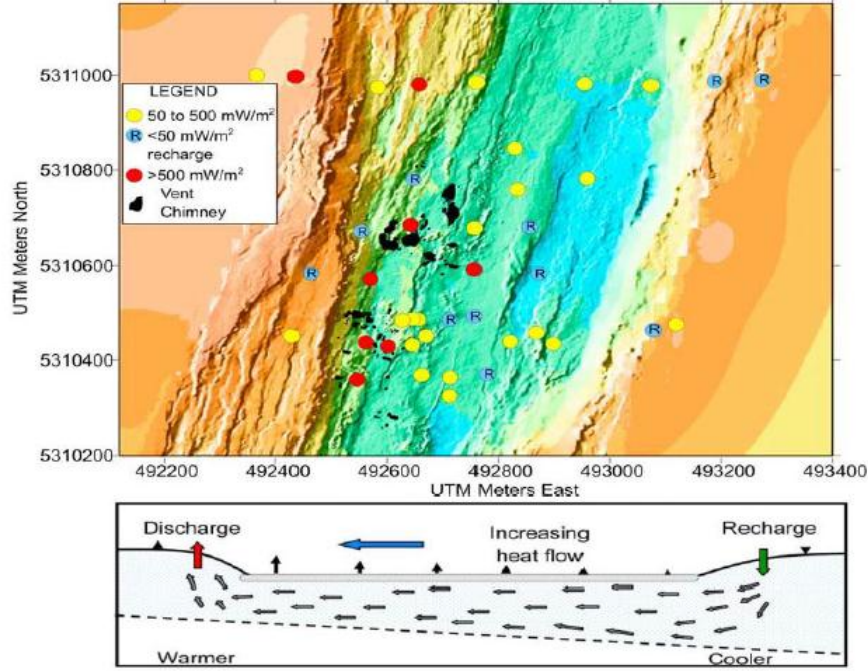 5311000
5310800
5310600
5310400
5310200
UTM Meters North
LEGEND
50 to 500 mW/m²
R <50 mW/m²
recharge
>500 mW/m²
Vent
Chimney
R
R
R
R
R
R
R
R
R
R
R
492200 492400 492600 492800 493000 493200 493400
UTM Meters East
Discharge
Increasing
heat flow
Recharge
Warmer
Cooler